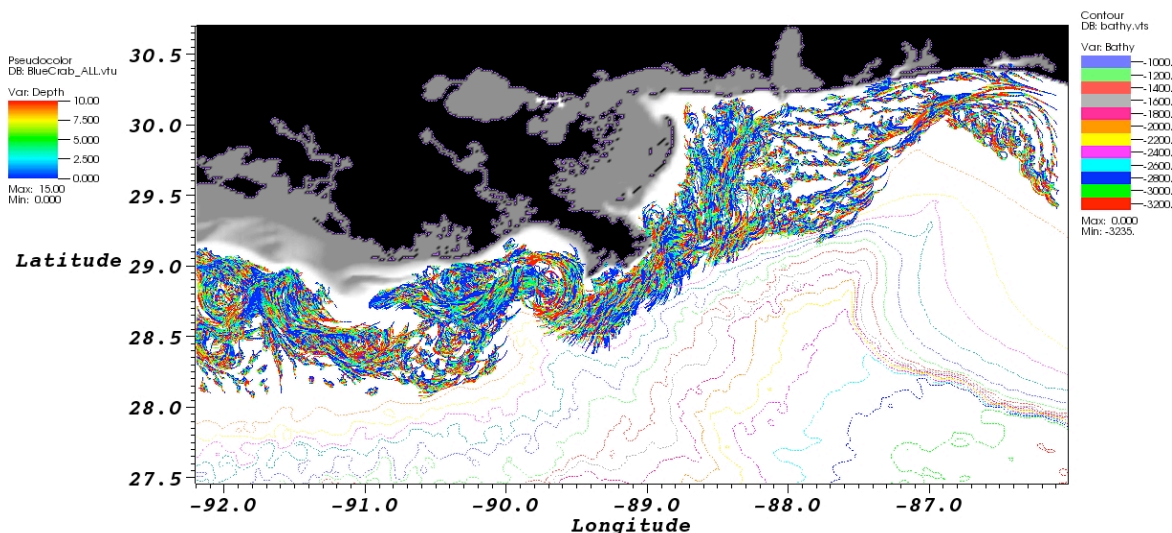 Pseudocolor
DB: BlueCrab_ALL.vtu
Var: Depth
10.00
7.500
5.000
2.500
0.000
Max: 15.00
Min: 0.000
Latitude
30.5
30.0
29.5
29.0
28.5
28.0
27.5
-92.0 -91.0 -90.0 -89.0 -88.0 -87.0
Longitude
Contour
DB: bathy.vts
Var: Bathy
-1000.
-1200.
-1400.
-1600.
-1800.
-2000.
-2200.
-2400.
-2600.
-2800.
-3000.
-3200.
Max: 0.000
Min: -3235.